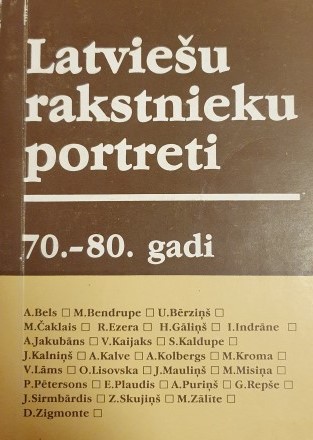 Latviešu
rakstnieku
portreti
70.-80. gadi
A.Bels □ M.Bendrupe □ U.Bērziņš □
M.Čaklais □ R.Ezera □ H.Gāliņš □ I.Indrāne □
A.Jakubāns □ V.Kaijaks □ S.Kaldupe □
J.Kalniņš □ A.Kalve □ A.Kolbergs □ M.Kroma □
V.Lāms □ O.Lisovska □ J.Mauliņš □ M.Misiņa □
P.Pētersons □ E.Plaudis □ A.Puriņš □ G.Repše □
J.Sirmbārdis □ Z.Skujiņš □ M.Zālīte □
D.Zigmonte □